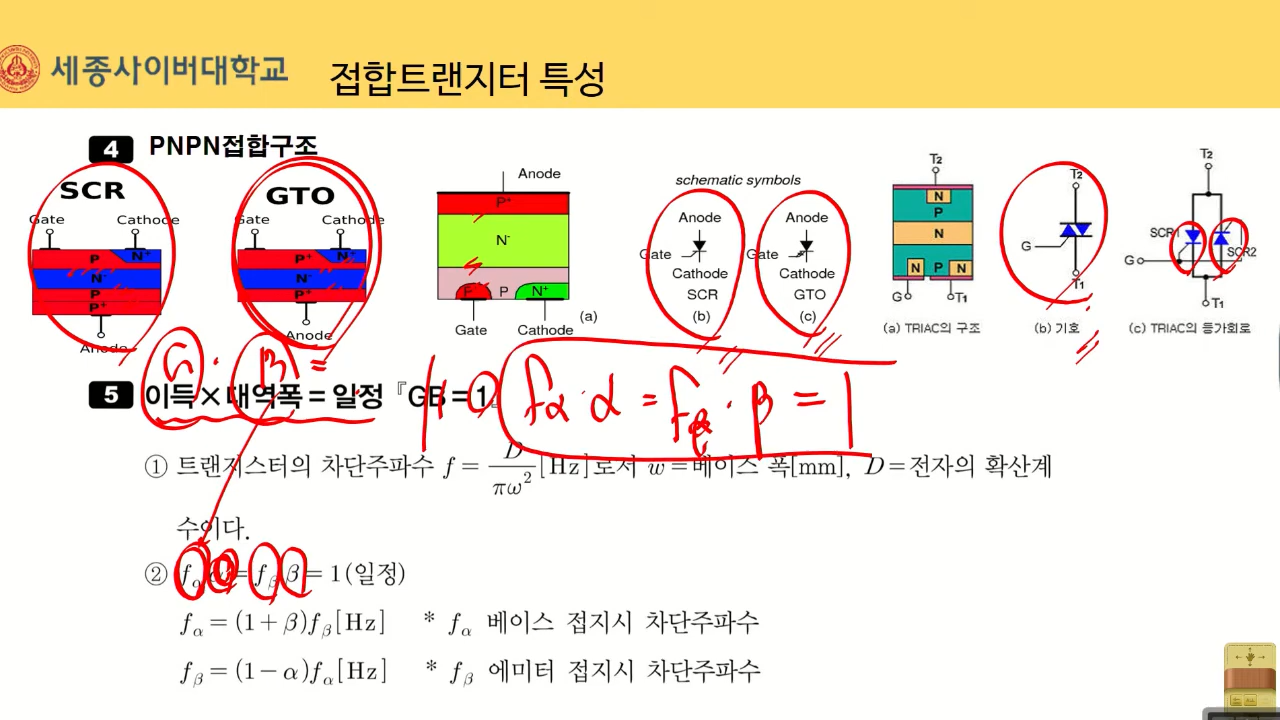 세종사이버대학교
접합트랜지터 특성
4 PNPN접합구조
SCR
Gate Cathode
P N+
N-
P
P+
Anode
GTO
Gate Cathode
P+ N+
N-
P+
Anode
Anode
P+
N-
P+ P N+
Gate Cathode
(a)
schematic symbols
Anode
Gate
Cathode
SCR
(b)
Anode
Gate
Cathode
GTO
(c)
T2
N
P
N
N P N
G T1
(a) TRIAC의 구조
T2
G
T1
(b) 기호
T2
SCR1
G
SCR2
T1
(c) TRIAC의 등가회로
G · B =
5 이득×대역폭 = 일정『GB = 1』
fα · α = fβ · β = 1
① 트랜지스터의 차단주파수 f = D/πω² [Hz]로서 w = 베이스 폭[mm], D = 전자의 확산계
수이다.
② fα α = fβ β = 1 (일정)
fα = (1+β)fβ[Hz] * fα 베이스 접지시 차단주파수
fβ = (1-α)fα[Hz] * fβ 에미터 접지시 차단주파수